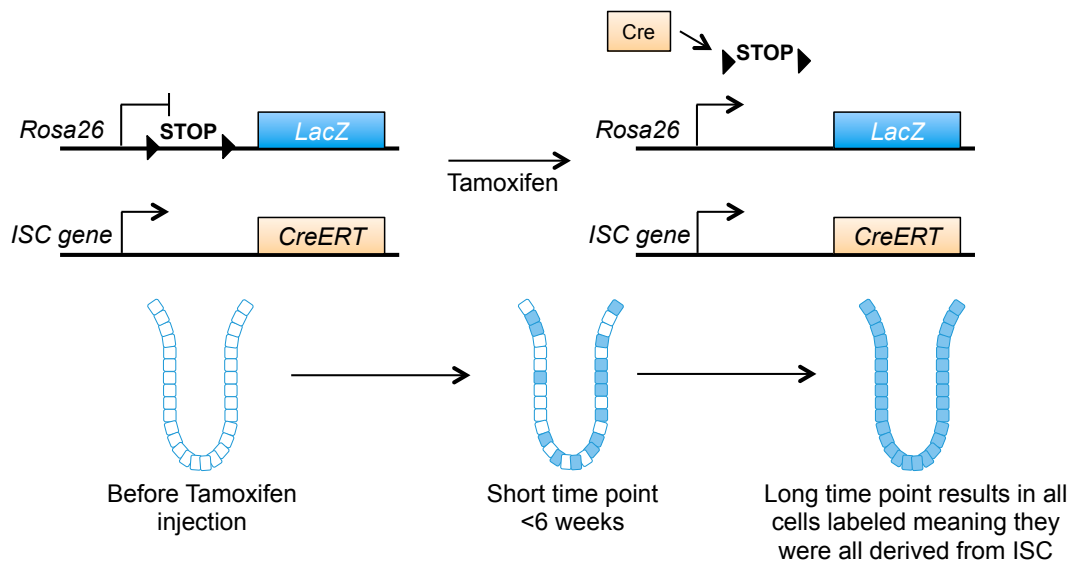 Cre
STOP
Rosa26
STOP
LacZ
Tamoxifen
Rosa26
LacZ
ISC gene
CreERT
ISC gene
CreERT
Before Tamoxifen
injection
Short time point
<6 weeks
Long time point results in all
cells labeled meaning they
were all derived from ISC